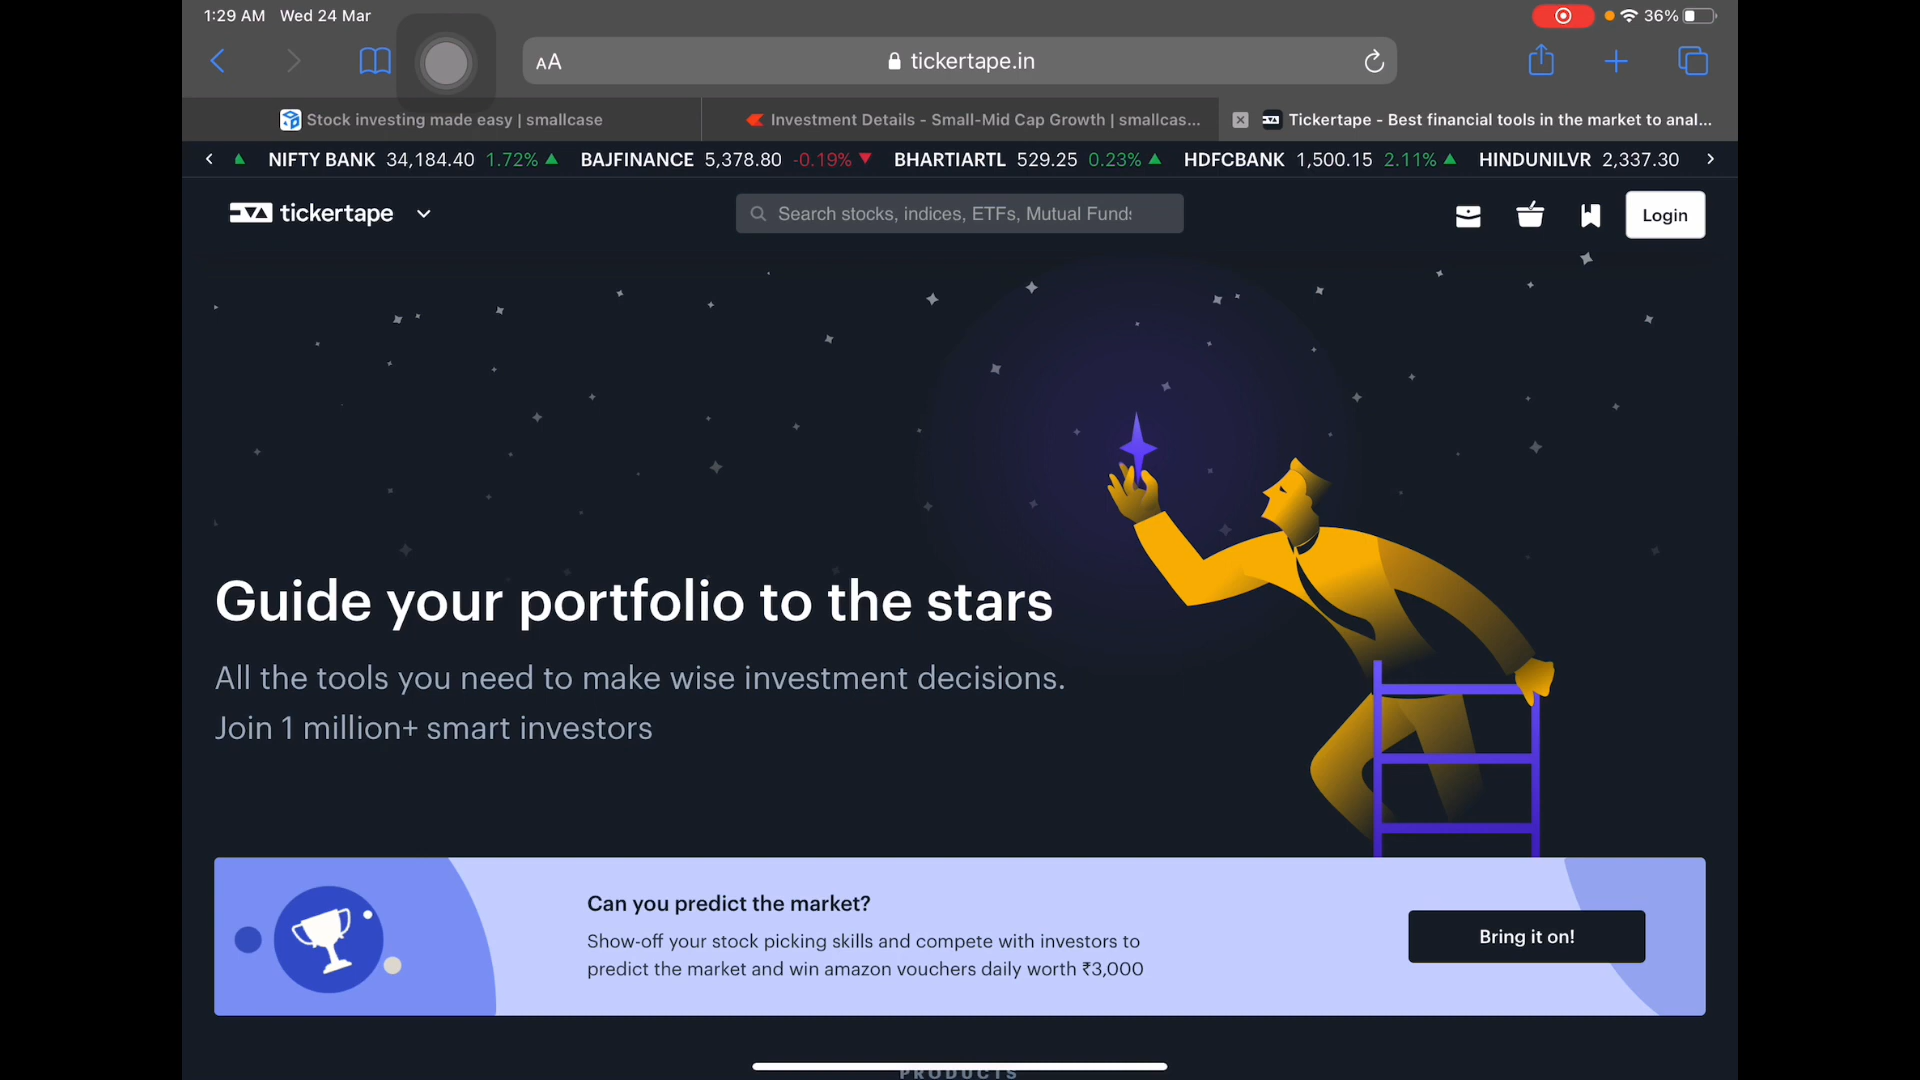 1:29 AM Wed 24 Mar
36%
AA
tickertape.in
Stock investing made easy | smallcase
Investment Details - Small-Mid Cap Growth | smallcas...
Tickertape - Best financial tools in the market to anal...
NIFTY BANK 34,184.40 1.72% BAJFINANCE 5,378.80 -0.19% BHARTIARTL 529.25 0.23% HDFCBANK 1,500.15 2.11% HINDUNILVR 2,337.30
tickertape
Search stocks, indices, ETFs, Mutual Fund
Login
Guide your portfolio to the stars
All the tools you need to make wise investment decisions.
Join 1 million+ smart investors
Can you predict the market?
Show-off your stock picking skills and compete with investors to
predict the market and win amazon vouchers daily worth ₹3,000
Bring it on!
PRODUCTS